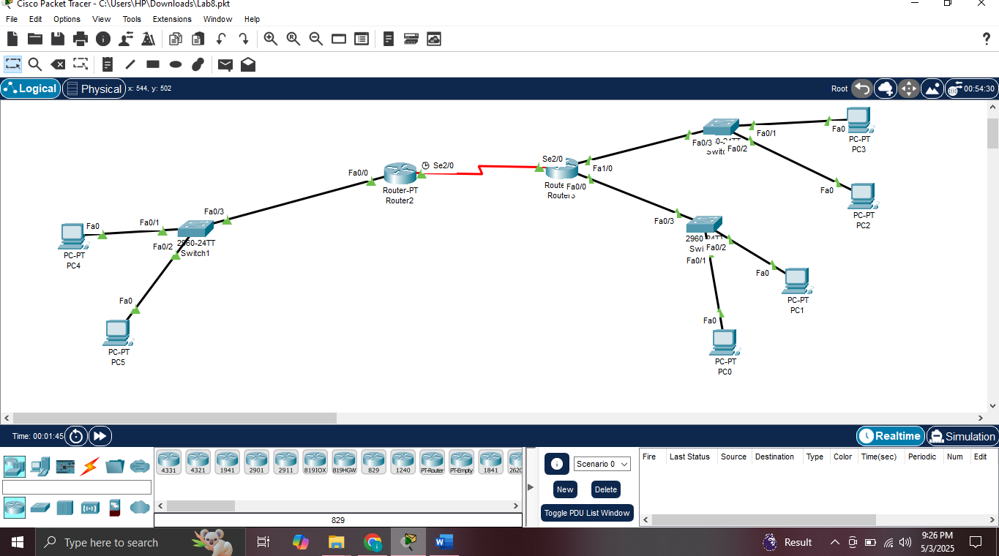 Cisco Packet Tracer - C:\Users\HP\Downloads\Lab8.pkt
File Edit Options View Tools Extensions Window Help
Logical Physical x: 544, y: 502 Root 00:54:30
PC-PT
PC3
Fa0
Fa0/1
Fa0/3
Fa0/2
PC-PT
PC2
Fa0
Se2/0
Fa1/0
Fa0/0
Router3
Fa0/0
Se2/0
Router-PT
Router2
Fa0/3
2960-24TT
Switch1
Fa0/1
Fa0/2
Fa0
PC-PT
PC4
Fa0
PC-PT
PC5
Fa0/3
Fa0/2
Fa0/1
Fa0
PC-PT
PC1
Fa0
PC-PT
PC0
Time: 00:01:45 Realtime Simulation
4331 4321 1941 2901 2911 819IOX 819HGW 829 1240 PT-Router PT-Empty 1841 2620
829
Scenario 0
New Delete
Toggle PDU List Window
Fire Last Status Source Destination Type Color Time(sec) Periodic Num Edit
Type here to search
Result
9:26 PM
5/3/2025